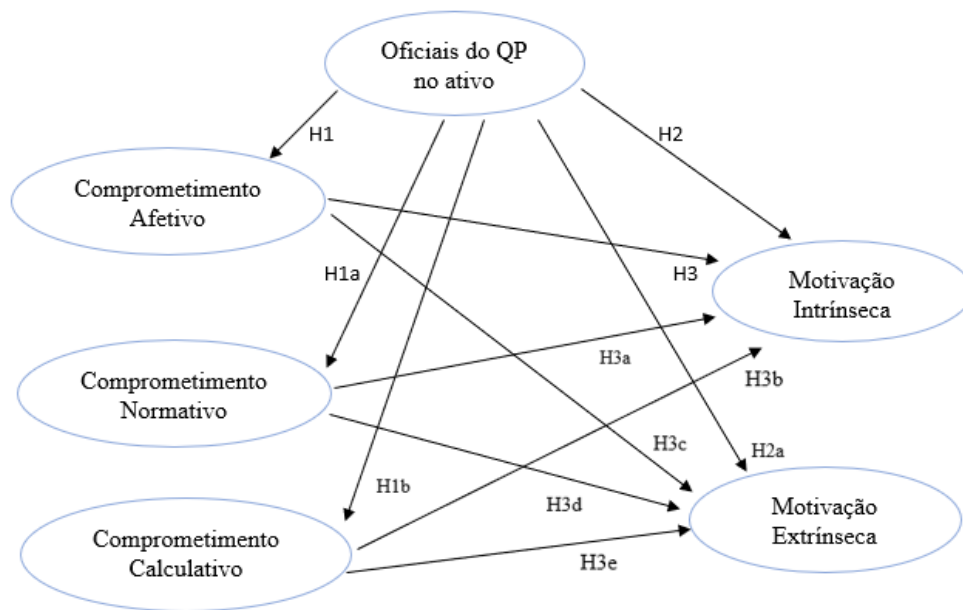 Oficiais do QP
no ativo
H1
H2
Comprometimento
Afetivo
H1a
H3
Motivação
Intrínseca
Comprometimento
Normativo
H3a
H3b
H3c
H2a
H1b
H3d
Motivação
Extrínseca
Comprometimento
Calculativo
H3e